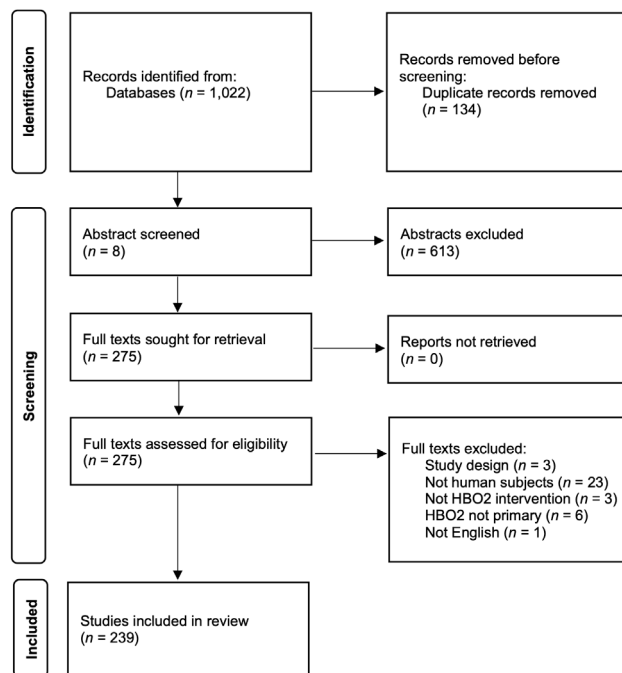 Identification
Records identified from:
Databases (n = 1,022)
Records removed before
screening:
Duplicate records removed
(n = 134)
Screening
Abstract screened
(n = 8)
Abstracts excluded
(n = 613)
Full texts sought for retrieval
(n = 275)
Reports not retrieved
(n = 0)
Full texts assessed for eligibility
(n = 275)
Full texts excluded:
Study design (n = 3)
Not human subjects (n = 23)
Not HBO2 intervention (n = 3)
HBO2 not primary (n = 6)
Not English (n = 1)
Included
Studies included in review
(n = 239)